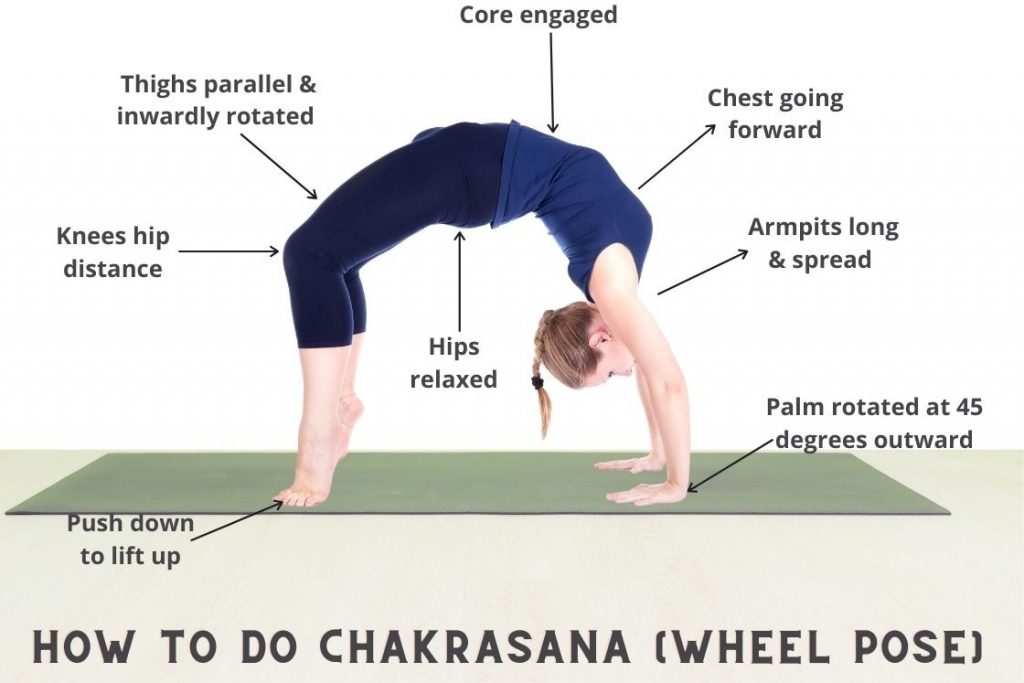 Core engaged
Thighs parallel &
inwardly rotated
Chest going
forward
Knees hip
distance
Armpits long
& spread
Hips
relaxed
Palm rotated at 45
degrees outward
Push down
to lift up
HOW TO DO CHAKRASANA (WHEEL POSE)